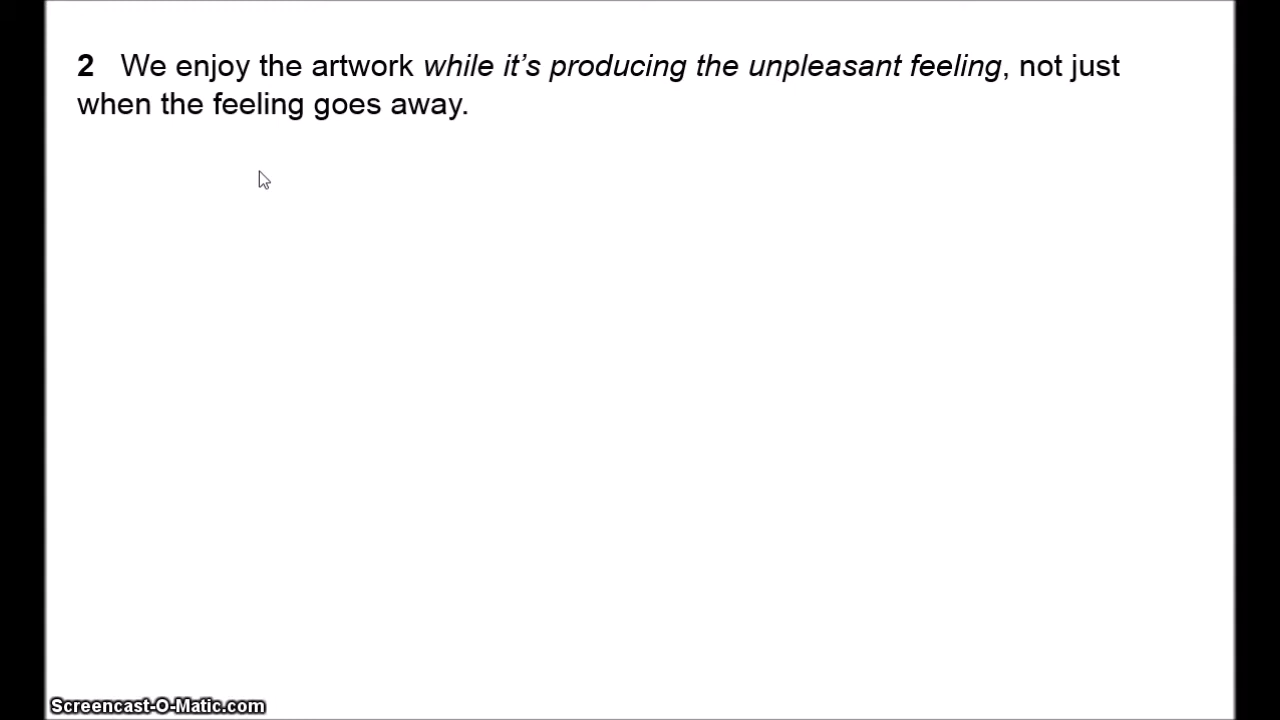 2 We enjoy the artwork while it’s producing the unpleasant feeling, not just
when the feeling goes away.
Screencast-O-Matic.com